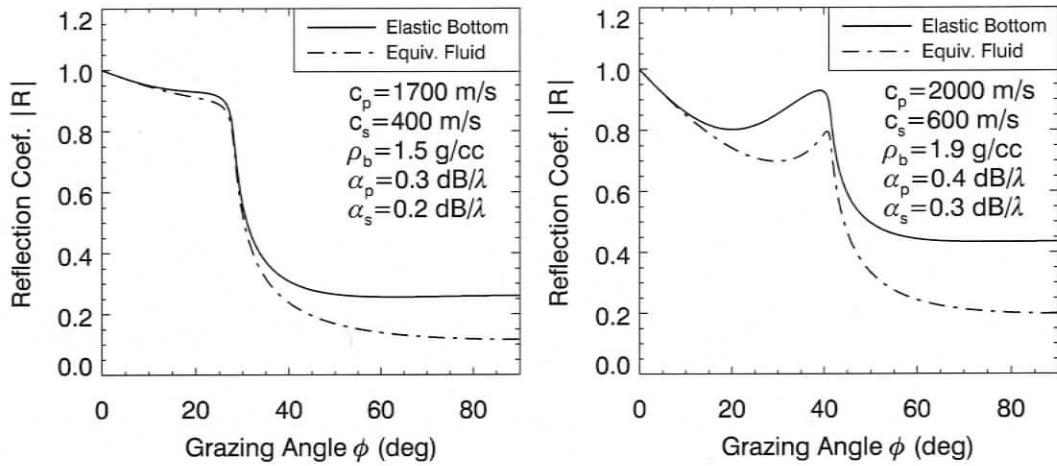 1.2
1.0
0.8
0.6
0.4
0.2
0.0
Reflection Coef. |R|
Elastic Bottom
Equiv. Fluid
c_p=1700 m/s
c_s=400 m/s
ρ_b=1.5 g/cc
α_p=0.3 dB/λ
α_s=0.2 dB/λ
0 20 40 60 80
Grazing Angle ϕ (deg)
1.2
1.0
0.8
0.6
0.4
0.2
0.0
Reflection Coef. |R|
Elastic Bottom
Equiv. Fluid
c_p=2000 m/s
c_s=600 m/s
ρ_b=1.9 g/cc
α_p=0.4 dB/λ
α_s=0.3 dB/λ
0 20 40 60 80
Grazing Angle ϕ (deg)